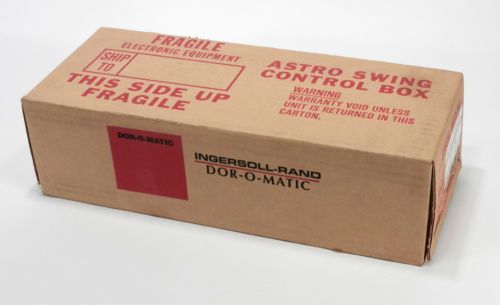 FRAGILE
ELECTRONIC EQUIPMENT
SHIP
TO
THIS SIDE UP
FRAGILE
ASTRO SWING
CONTROL BOX
WARNING
WARRANTY VOID UNLESS
UNIT IS RETURNED IN THIS
CARTON.
DOR-O-MATIC
INGERSOLL-RAND
DOR-O-MATIC